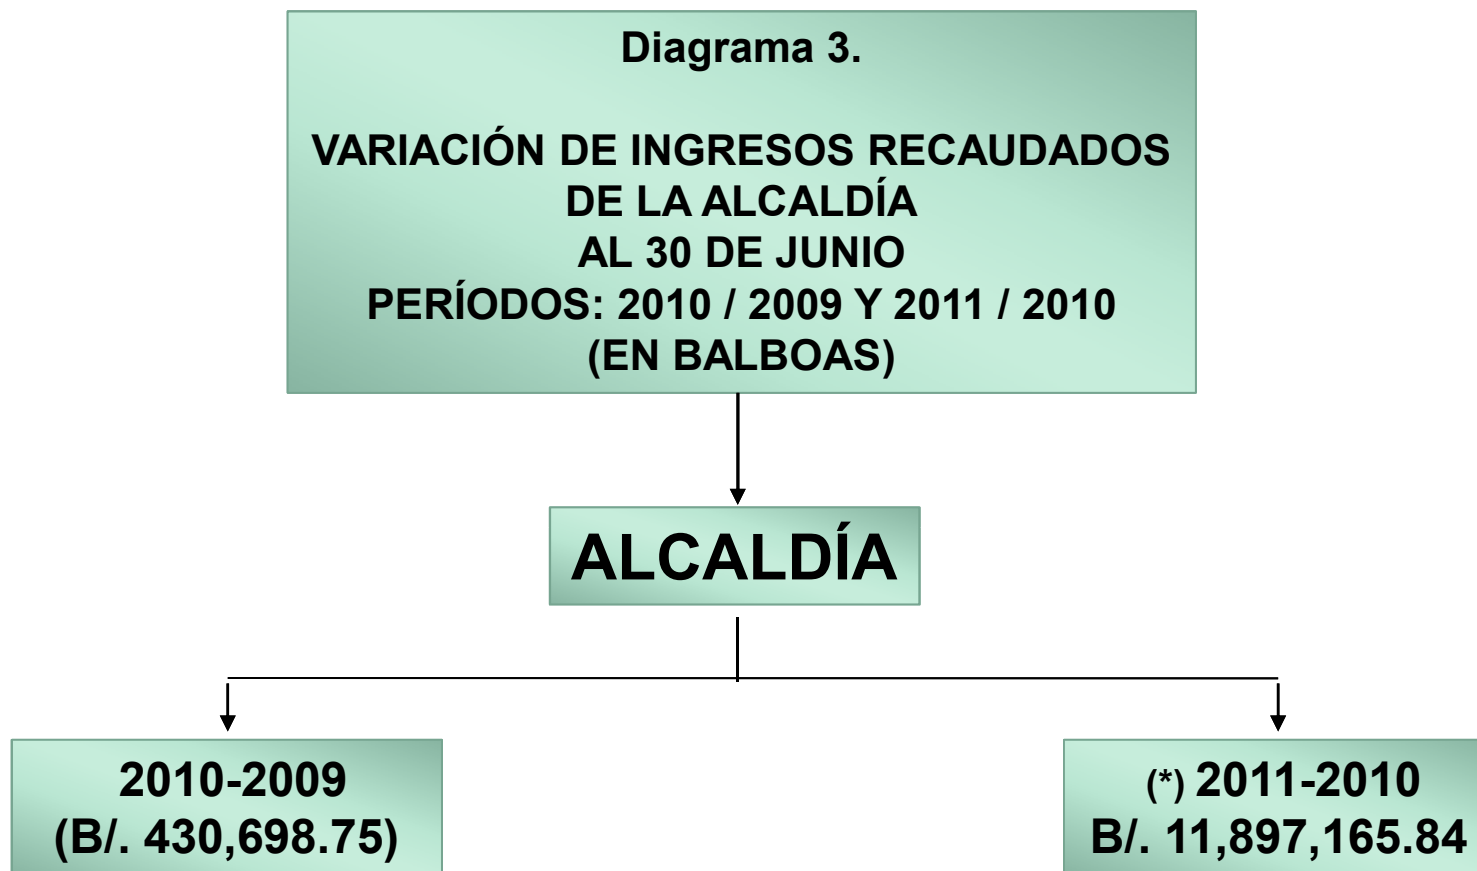 Diagrama 3.
VARIACIÓN DE INGRESOS RECAUDADOS
DE LA ALCALDÍA
AL 30 DE JUNIO
PERÍODOS: 2010 / 2009 Y 2011 / 2010
(EN BALBOAS)
ALCALDÍA
2010-2009
(B/. 430,698.75)
(*) 2011-2010
B/. 11,897,165.84